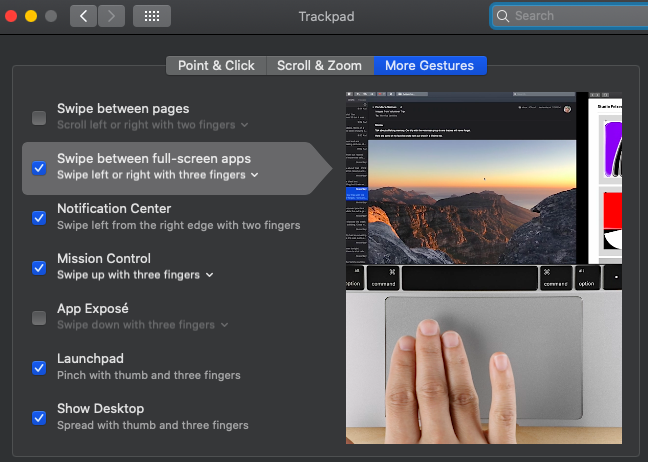 Trackpad
Search
Point & Click
Scroll & Zoom
More Gestures
Swipe between pages
Scroll left or right with two fingers
Swipe between full-screen apps
Swipe left or right with three fingers
Notification Center
Swipe left from the right edge with two fingers
Mission Control
Swipe up with three fingers
App Exposé
Swipe down with three fingers
Launchpad
Pinch with thumb and three fingers
Show Desktop
Spread with thumb and three fingers
alt
⌘
⌘
alt
option
command
command
option